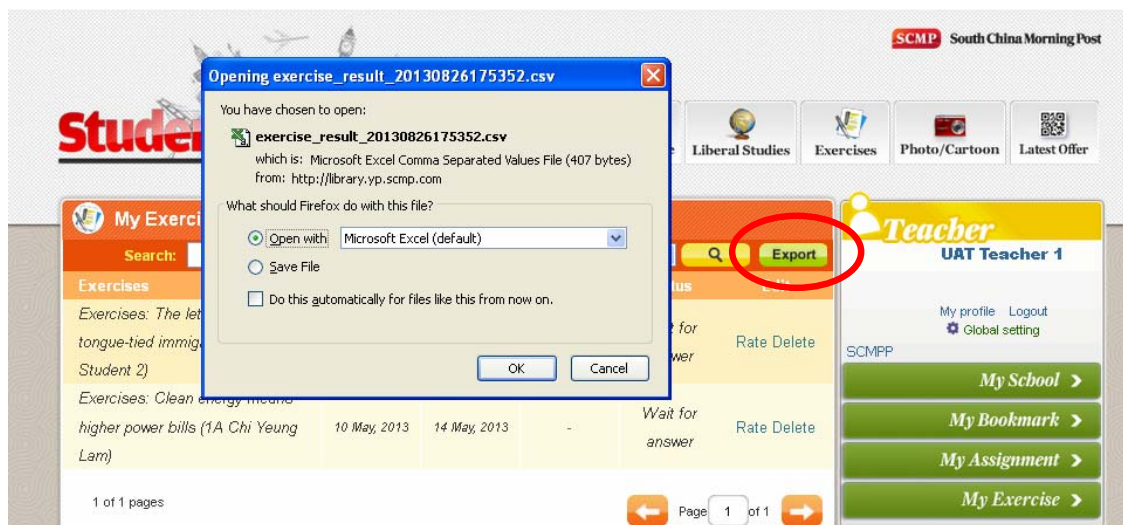 SCMP South China Morning Post
Opening exercise_result_20130826175352.csv
You have chosen to open:
exercise_result_20130826175352.csv
which is: Microsoft Excel Comma Separated Values File (407 bytes)
from: http://library.yp.scmp.com
What should Firefox do with this file?
Open with Microsoft Excel (default)
Save File
Do this automatically for files like this from now on.
OK Cancel
Liberal Studies Exercises Photo/Cartoon Latest Offer
My Exerci
Search: Export
Exercises Edit
Exercises: The let
tongue-tied immig
Student 2)
Rate Delete
Exercises: Clean energy means
higher power bills (1A Chi Yeung
Lam)
10 May, 2013 14 May, 2013 - Wait for
answer
Rate Delete
1 of 1 pages
Page 1 of 1
Teacher
UAT Teacher 1
My profile Logout
Global setting
SCMPP
My School
My Bookmark
My Assignment
My Exercise